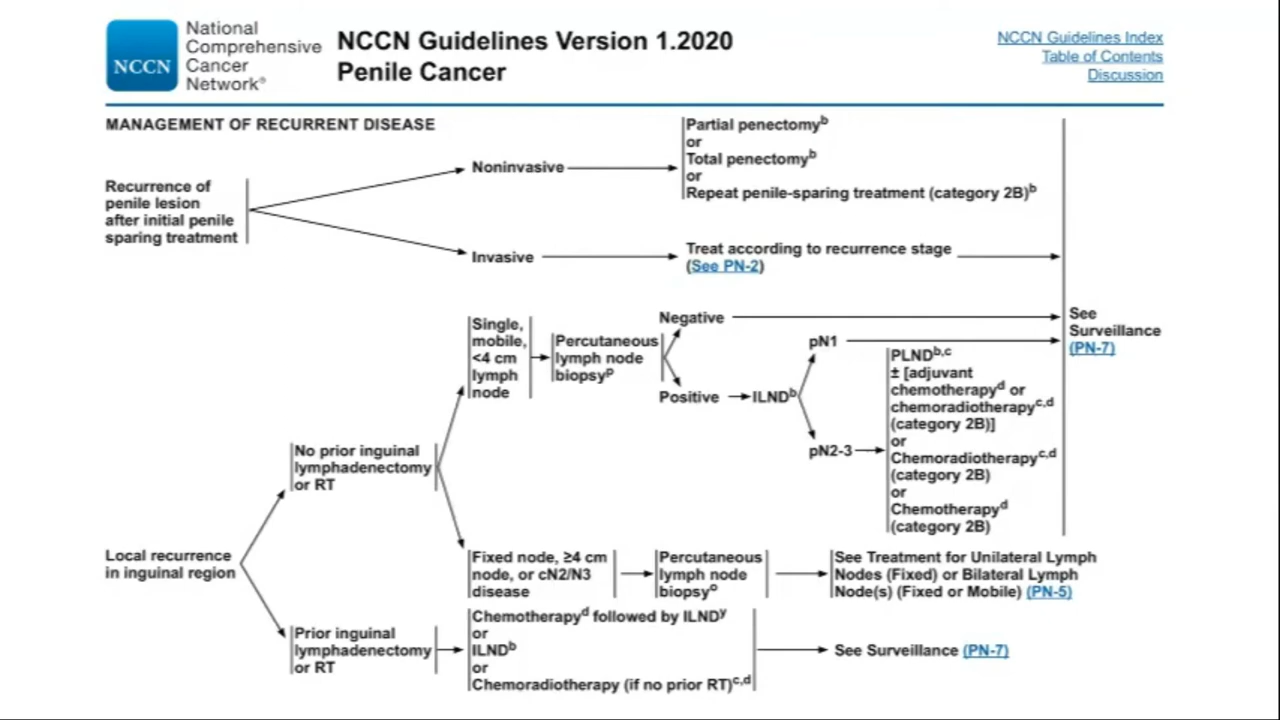 National
Comprehensive
Cancer
Network®
NCCN
NCCN Guidelines Version 1.2020
Penile Cancer
NCCN Guidelines Index
Table of Contents
Discussion
MANAGEMENT OF RECURRENT DISEASE
Recurrence of
penile lesion
after initial penile
sparing treatment
Noninvasive
Partial penectomyb
or
Total penectomyb
or
Repeat penile-sparing treatment (category 2B)b
Invasive
Treat according to recurrence stage
(See PN-2)
See
Surveillance
(PN-7)
Local recurrence
in inguinal region
No prior inguinal
lymphadenectomy
or RT
Single,
mobile,
<4 cm
lymph
node
Percutaneous
lymph node
biopsyp
Negative
Positive
ILNDb
pN1
pN2-3
PLNDb,c
± [adjuvant
chemotherapyd or
chemoradiotherapyc,d
(category 2B)]
or
Chemoradiotherapyc,d
(category 2B)
or
Chemotherapyd
(category 2B)
Fixed node, ≥4 cm
node, or cN2/N3
disease
Percutaneous
lymph node
biopsyo
See Treatment for Unilateral Lymph
Nodes (Fixed) or Bilateral Lymph
Node(s) (Fixed or Mobile) (PN-5)
Prior inguinal
lymphadenectomy
or RT
Chemotherapyd followed by ILNDy
or
ILNDb
or
Chemoradiotherapy (if no prior RT)c,d
See Surveillance (PN-7)